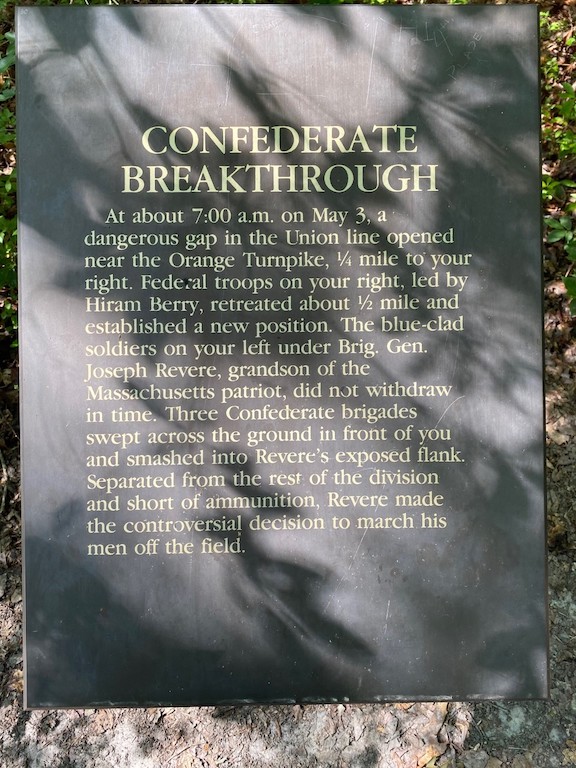 CONFEDERATE
BREAKTHROUGH
At about 7:00 a.m. on May 3, a
dangerous gap in the Union line opened
near the Orange Turnpike, ¼ mile to your
right. Federal troops on your right, led by
Hiram Berry, retreated about ½ mile and
established a new position. The blue-clad
soldiers on your left under Brig. Gen.
Joseph Revere, grandson of the
Massachusetts patriot, did not withdraw
in time. Three Confederate brigades
swept across the ground in front of you
and smashed into Revere's exposed flank.
Separated from the rest of the division
and short of ammunition, Revere made
the controversial decision to march his
men off the field.